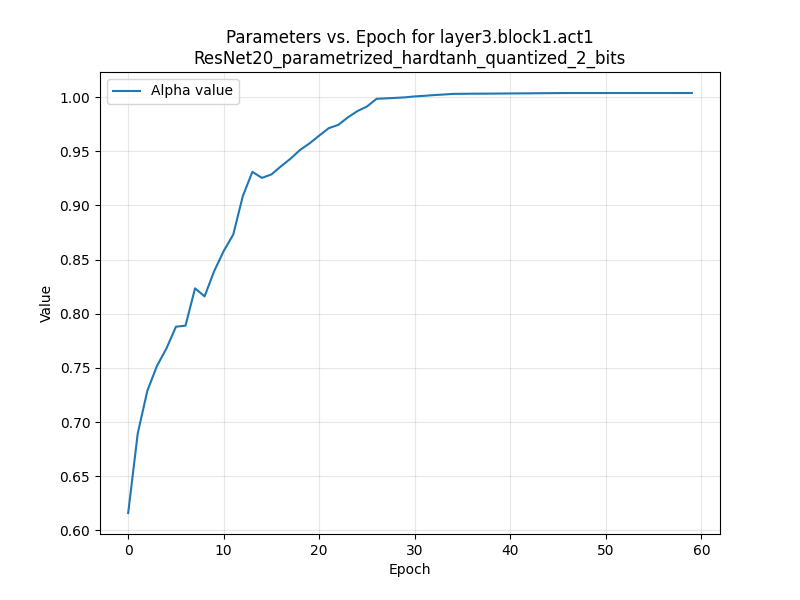 Parameters vs. Epoch for layer3.block1.act1
ResNet20_parametrized_hardtanh_quantized_2_bits
Alpha value
1.00
0.95
0.90
0.85
0.80
0.75
0.70
0.65
0.60
Value
0 10 20 30 40 50 60
Epoch